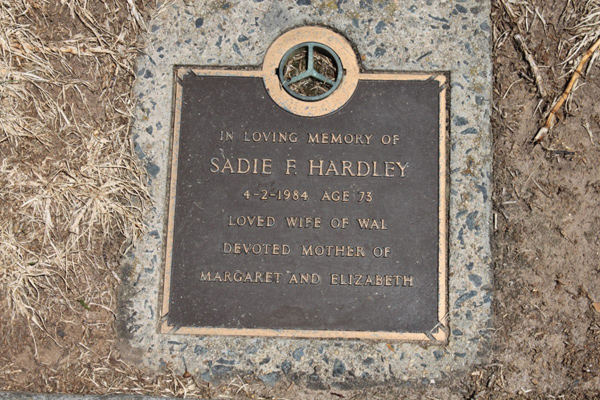 IN LOVING MEMORY OF
SADIE F. HARDLEY
4-2-1984 AGE 73
LOVED WIFE OF WAL
DEVOTED MOTHER OF
MARGARET AND ELIZABETH